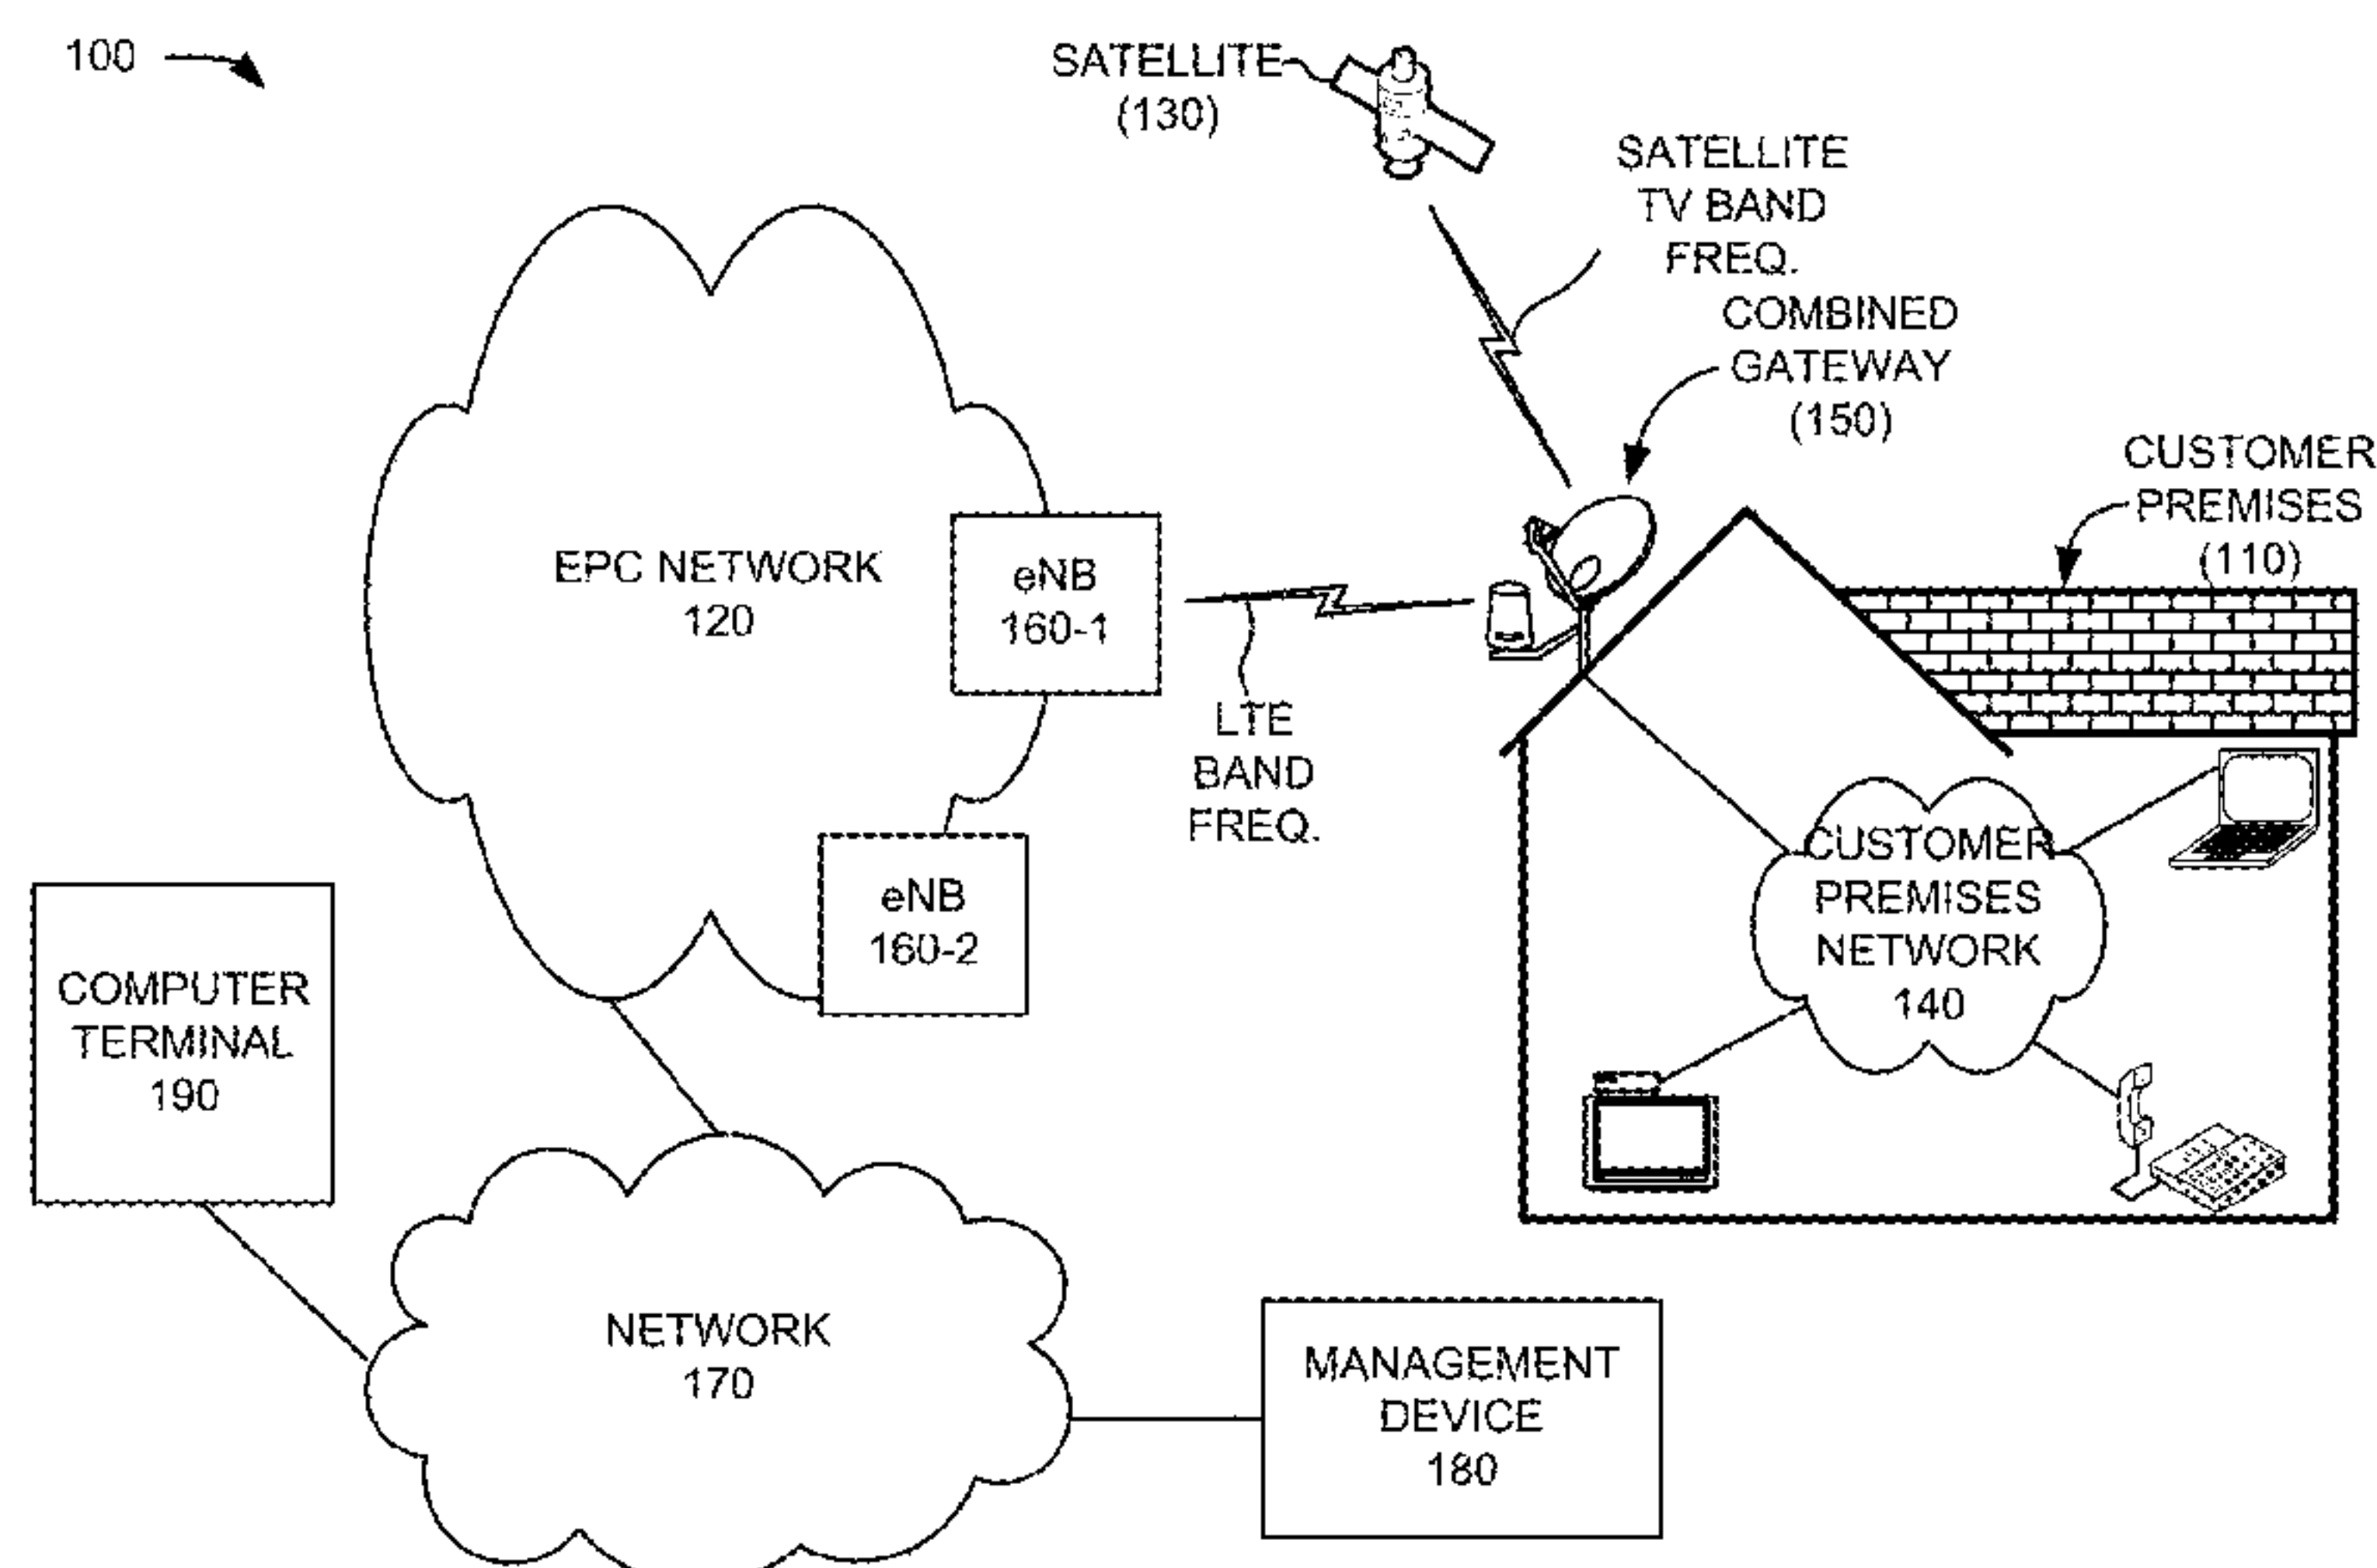 100
SATELLITE
(130)
SATELLITE
TV BAND
FREQ.
COMBINED
GATEWAY
(150)
CUSTOMER
PREMISES
(110)
EPC NETWORK
120
eNB
160-1
LTE
BAND
FREQ.
eNB
160-2
CUSTOMER
PREMISES
NETWORK
140
COMPUTER
TERMINAL
190
NETWORK
170
MANAGEMENT
DEVICE
180